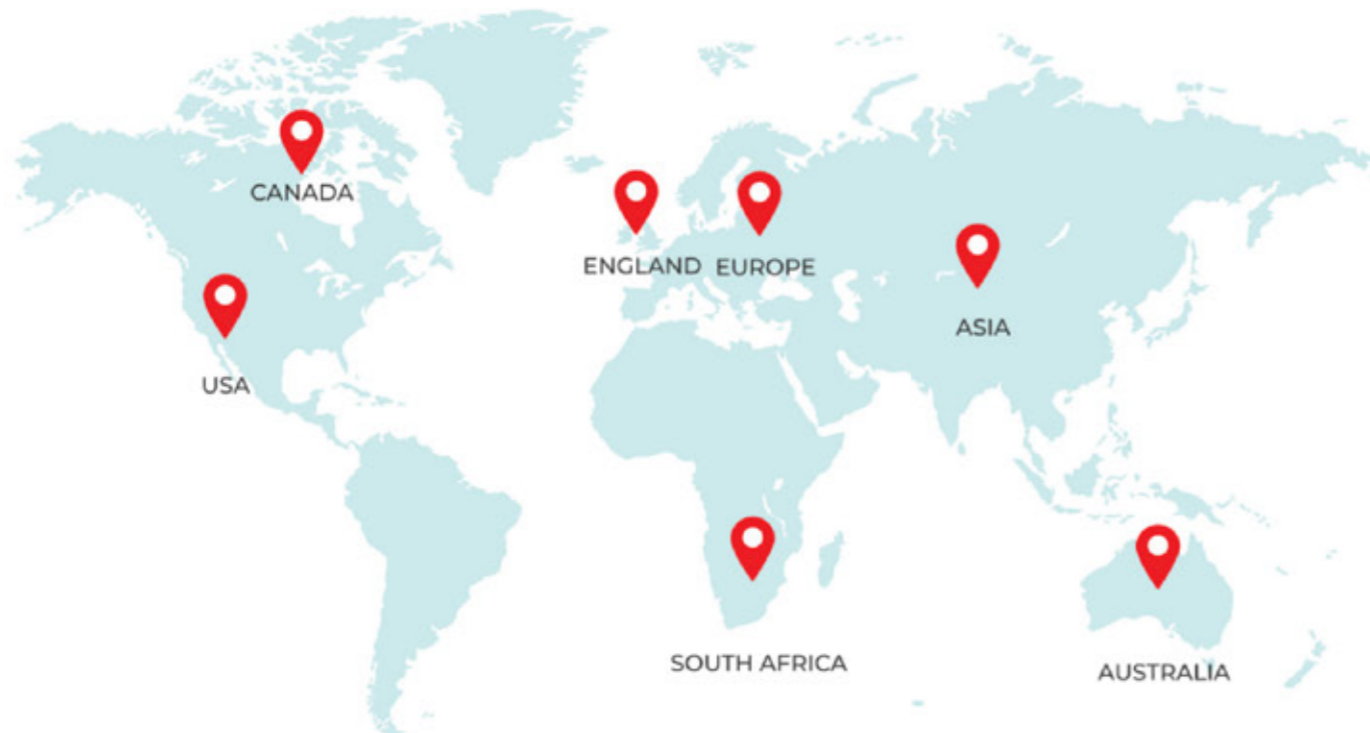 CANADA
ENGLAND
EUROPE
ASIA
USA
SOUTH AFRICA
AUSTRALIA